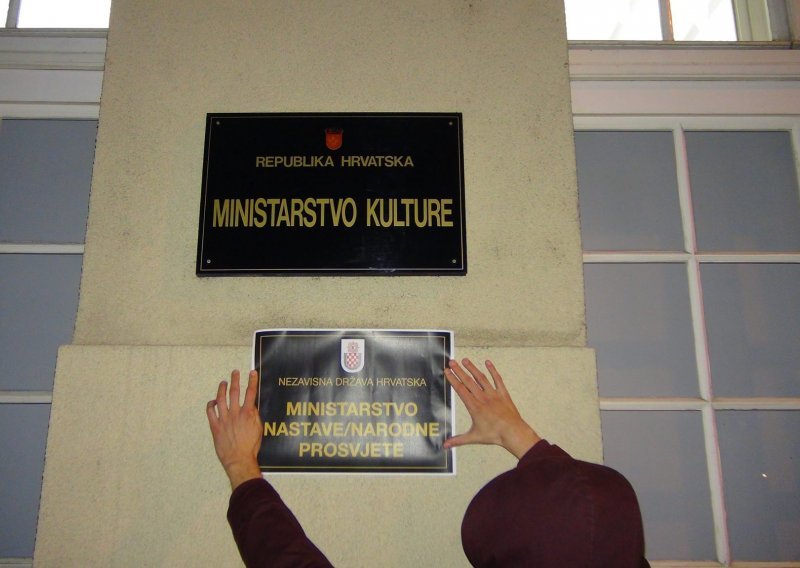 REPUBLIKA HRVATSKA
MINISTARSTVO KULTURE
NEZAVISNA DRŽAVA HRVATSKA
MINISTARSTVO
NASTAVE/NARODNE
PROSVJETE